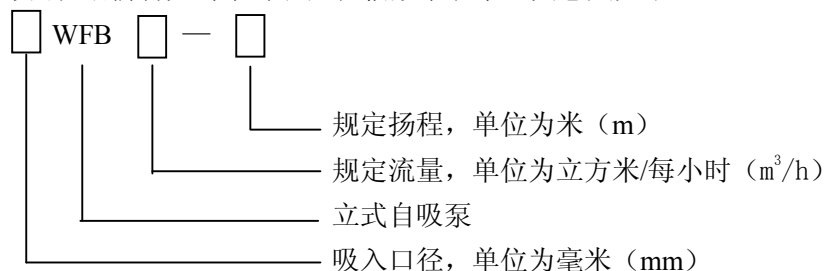 □ WFB □ — □
规定扬程，单位为米（m）
规定流量，单位为立方米/每小时（m³/h）
立式自吸泵
吸入口径，单位为毫米（mm）